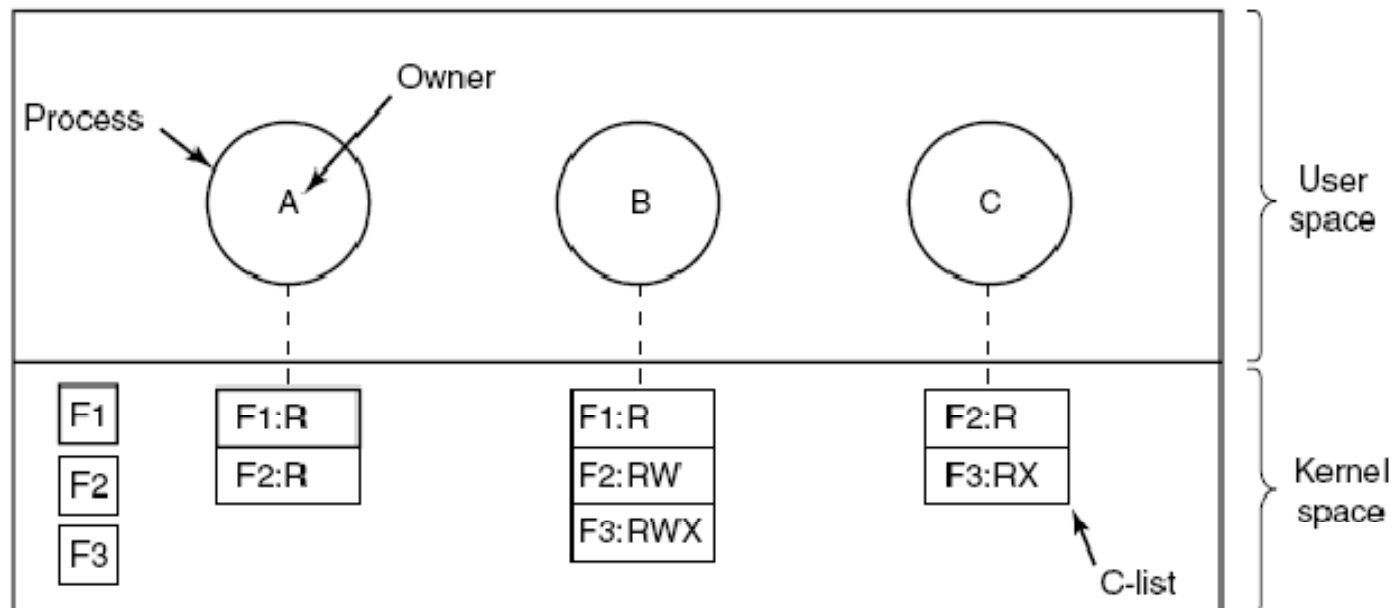 Owner
Process
A
B
C
User
space
F1
F2
F3
F1:R
F2:R
F1:R
F2:RW
F3:RWX
F2:R
F3:RX
Kernel
space
C-list